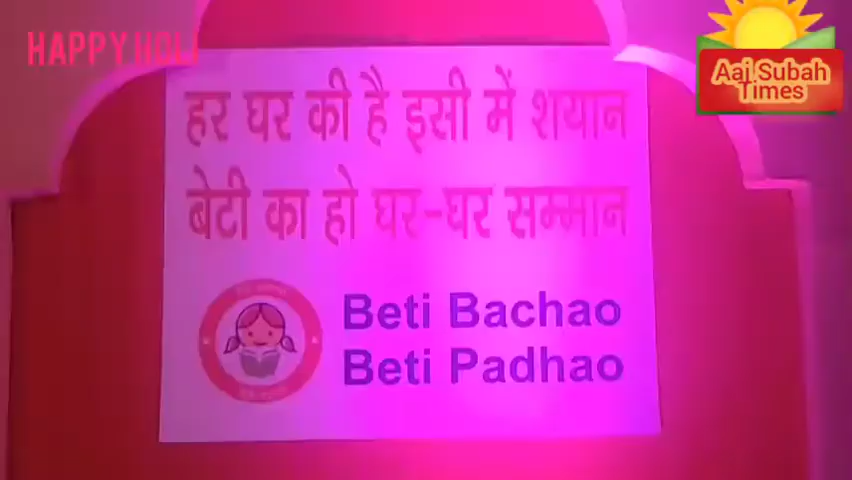 HAPPY HOLI
Aaj Subah
Times
हर घर की है इसी में शयान
बेटी का हो घर-घर सम्मान
Beti Bachao
Beti Padhao